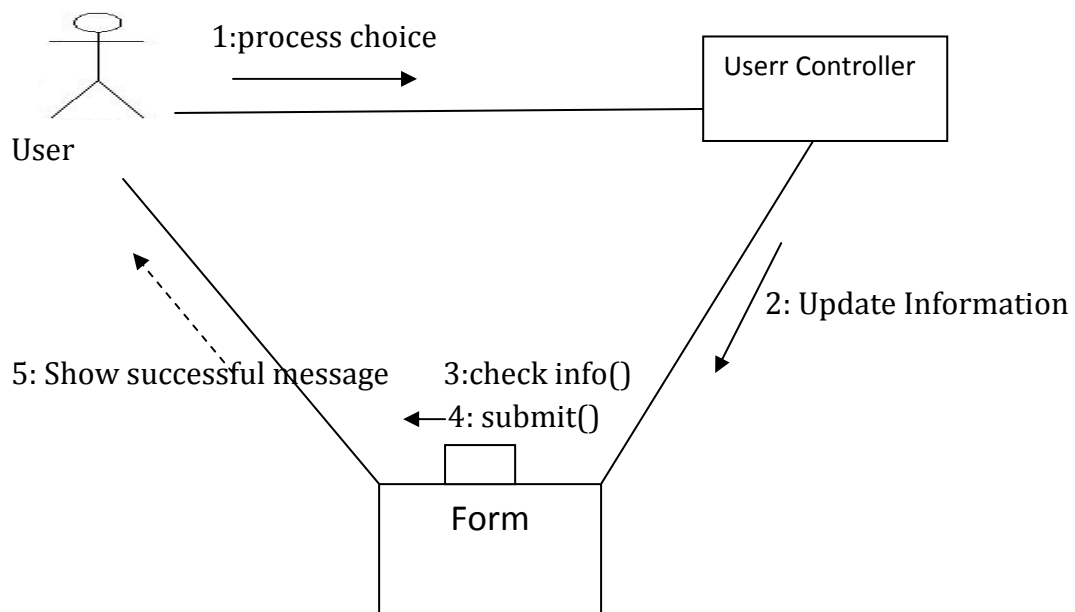 1:process choice
Userr Controller
User
2: Update Information
5: Show successful message
3:check info()
4: submit()
Form